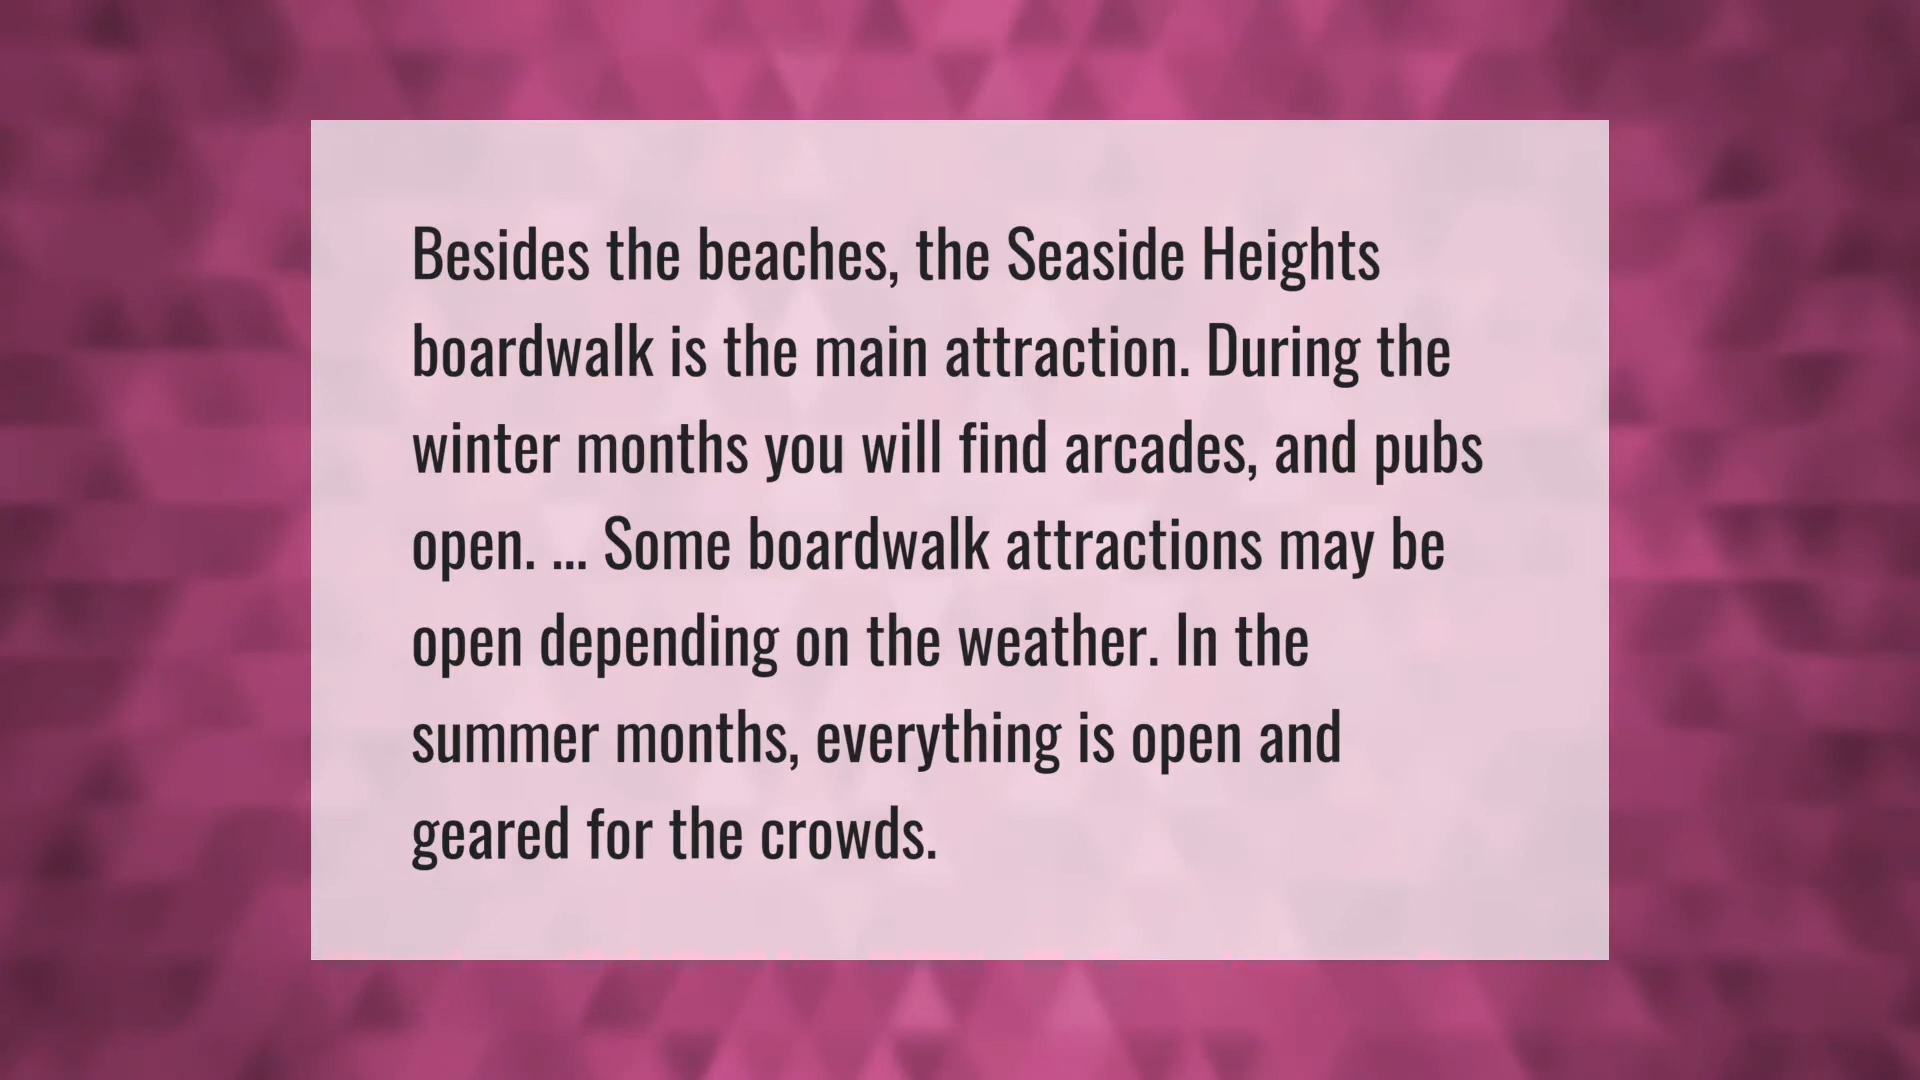 Besides the beaches, the Seaside Heights
boardwalk is the main attraction. During the
winter months you will find arcades, and pubs
open. ... Some boardwalk attractions may be
open depending on the weather. In the
summer months, everything is open and
geared for the crowds.